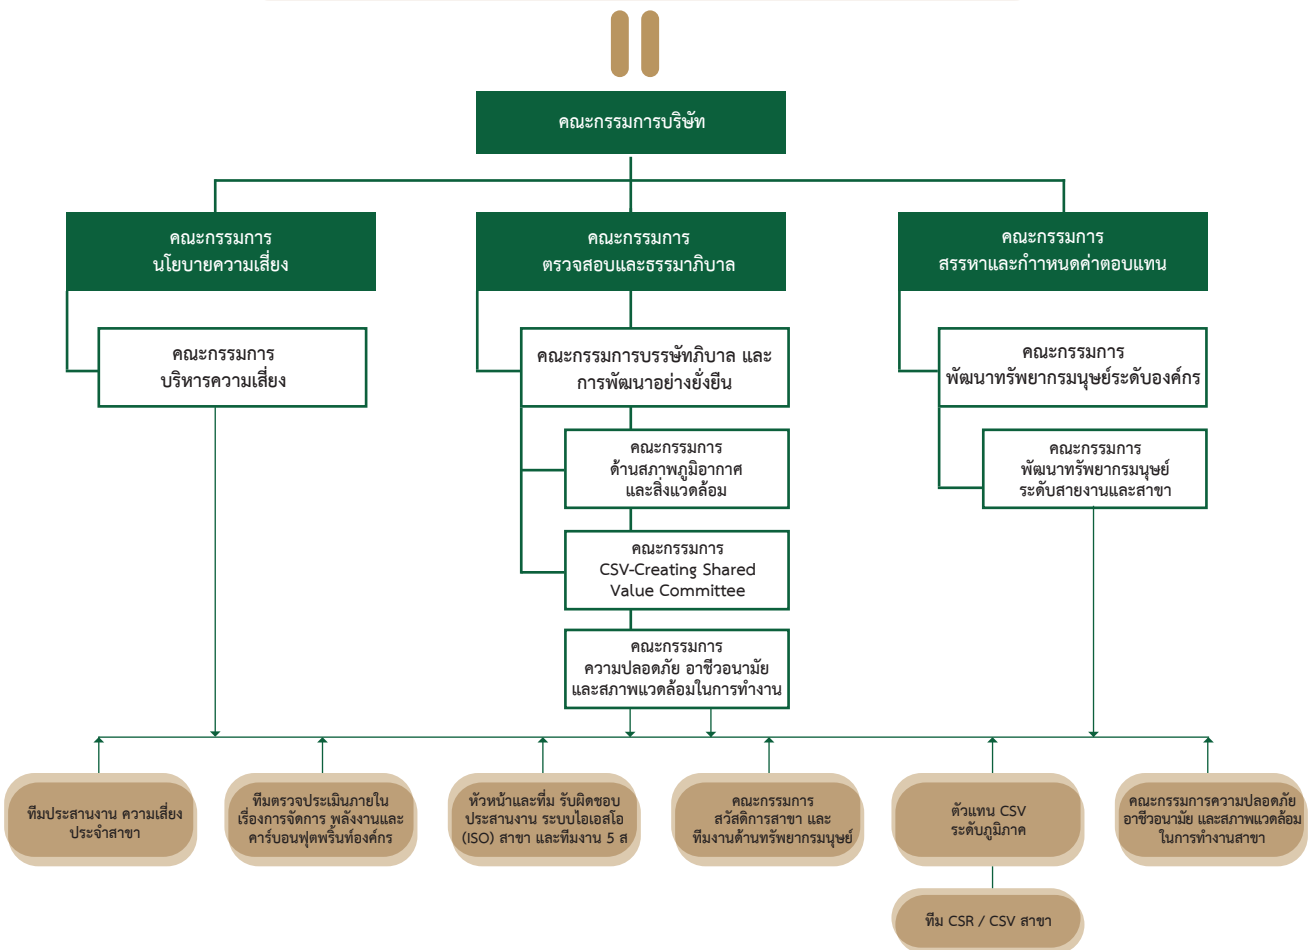 คณะกรรมการบริษัท
คณะกรรมการ
นโยบายความเสี่ยง
คณะกรรมการ
ตรวจสอบและธรรมาภิบาล
คณะกรรมการ
สรรหาและกำาหนดค่าตอบแทน
คณะกรรมการ
บริหารความเสี่ยง
คณะกรรมการบรรษัทภิบาล และ
การพัฒนาอย่างยั่งยืน
คณะกรรมการ
พัฒนาทรัพยากรมนุษย์ระดับองค์กร
คณะกรรมการ
ด้านสภาพภูมิอากาศ
และสิ่งแวดล้อม
คณะกรรมการ
พัฒนาทรัพยากรมนุษย์
ระดับสายงานและสาขา
คณะกรรมการ
CSV-Creating Shared
Value Committee
คณะกรรมการ
ความปลอดภัย อาชีวอนามัย
และสภาพแวดล้อมในการทำงาน
ทีมประสานงาน ความเสี่ยง
ประจำสาขา
ทีมตรวจประเมินภายใน
เรื่องการจัดการ พลังงานและ
คาร์บอนฟุตพริ้นท์องค์กร
หัวหน้าและทีม รับผิดชอบ
ประสานงาน ระบบไอเอสโอ
(ISO) สาขา และทีมงาน 5 ส
คณะกรรมการ
สวัสดิการสาขา และ
ทีมงานด้านทรัพยากรมนุษย์
ตัวแทน CSV
ระดับภูมิภาค
คณะกรรมการความปลอดภัย
อาชีวอนามัย และสภาพแวดล้อม
ในการทำงานสาขา
ทีม CSR / CSV สาขา